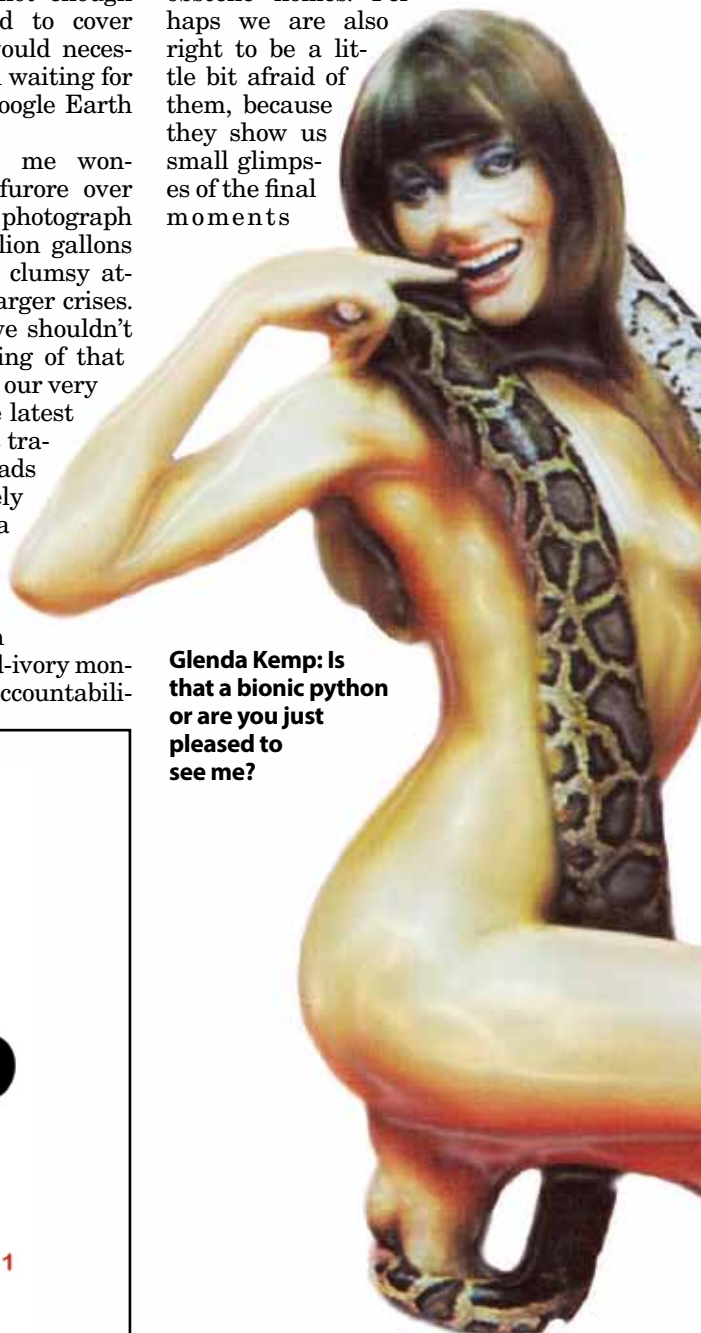 not enough
d to cover
ould neces-
waiting for
oogle Earth
me won-
furore over
photograph
lion gallons
clumsy at-
arger crises.
ve shouldn't
ing of that
our very
e latest
tra-
ads
ely
a
l-ivory mon-
ccountabili-
haps we are also
right to be a lit-
tle bit afraid of
them, because
they show us
small glimps-
es of the final
moments
Glenda Kemp: Is
that a bionic python
or are you just
pleased to
see me?
1